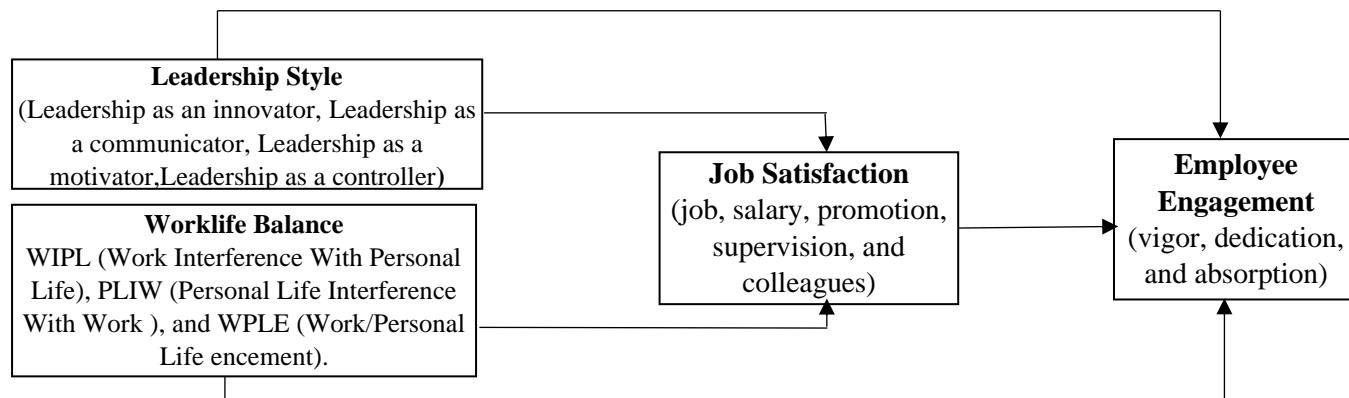 Leadership Style
(Leadership as an innovator, Leadership as
a communicator, Leadership as a
motivator,Leadership as a controller)
Worklife Balance
WIPL (Work Interference With Personal
Life), PLIW (Personal Life Interference
With Work ), and WPLE (Work/Personal
Life encement).
Job Satisfaction
(job, salary, promotion,
supervision, and
colleagues)
Employee
Engagement
(vigor, dedication,
and absorption)